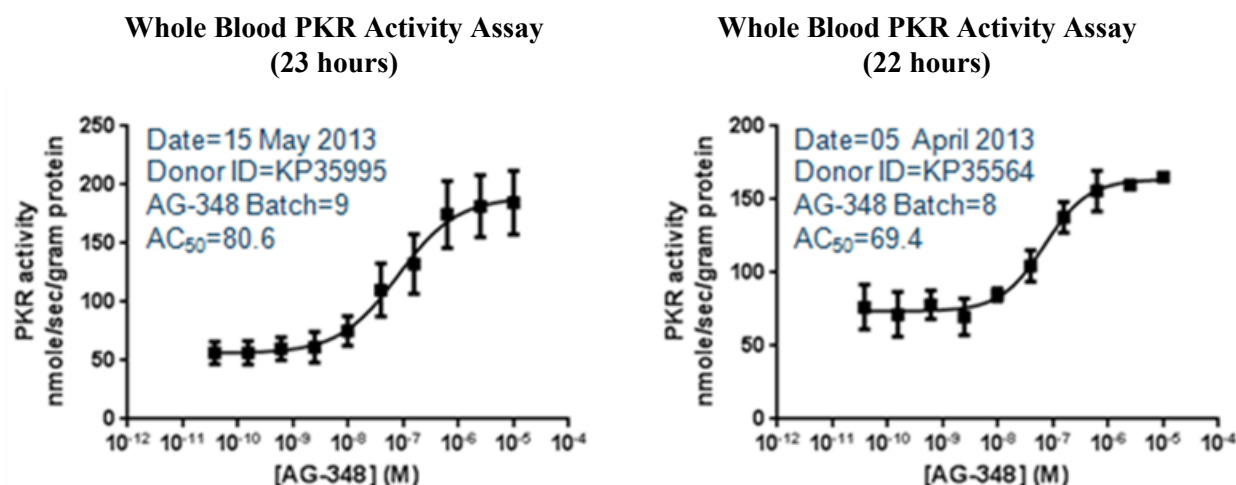 Whole Blood PKR Activity Assay
(23 hours)
PKR activity
nmole/sec/gram protein
250
200
150
100
50
0
Date=15 May 2013
Donor ID=KP35995
AG-348 Batch=9
AC₅₀=80.6
10⁻¹² 10⁻¹¹ 10⁻¹⁰ 10⁻⁹ 10⁻⁸ 10⁻⁷ 10⁻⁶ 10⁻⁵ 10⁻⁴
[AG-348] (M)
Whole Blood PKR Activity Assay
(22 hours)
PKR activity
nmole/sec/gram protein
200
150
100
50
0
Date=05 April 2013
Donor ID=KP35564
AG-348 Batch=8
AC₅₀=69.4
10⁻¹² 10⁻¹¹ 10⁻¹⁰ 10⁻⁹ 10⁻⁸ 10⁻⁷ 10⁻⁶ 10⁻⁵ 10⁻⁴
[AG-348] (M)